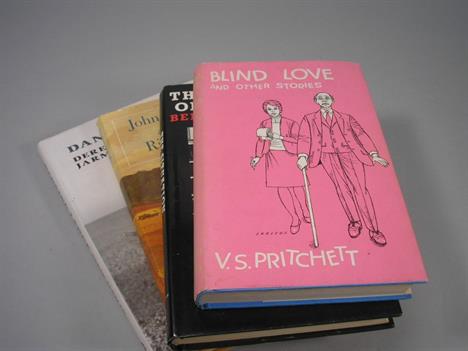 BLIND LOVE
AND OTHER STORIES
V.S. PRITCHETT
TH
O
BE
John
R
DAN
DERE
JARM